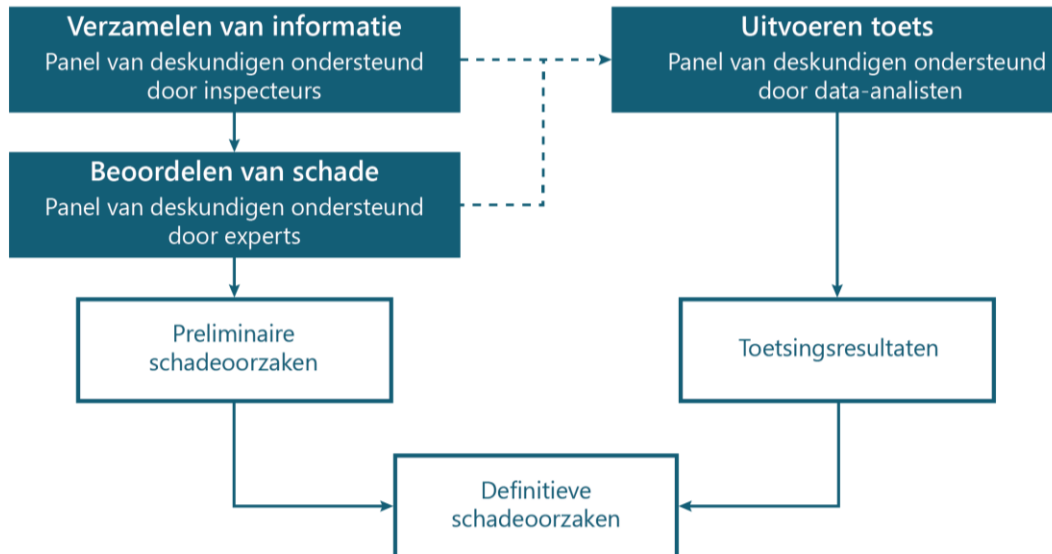 Verzamelen van informatie
Panel van deskundigen ondersteund
door inspecteurs
Uitvoeren toets
Panel van deskundigen ondersteund
door data-analisten
Beoordelen van schade
Panel van deskundigen ondersteund
door experts
Preliminaire
schadeoorzaken
Toetsingsresultaten
Definitieve
schadeoorzaken